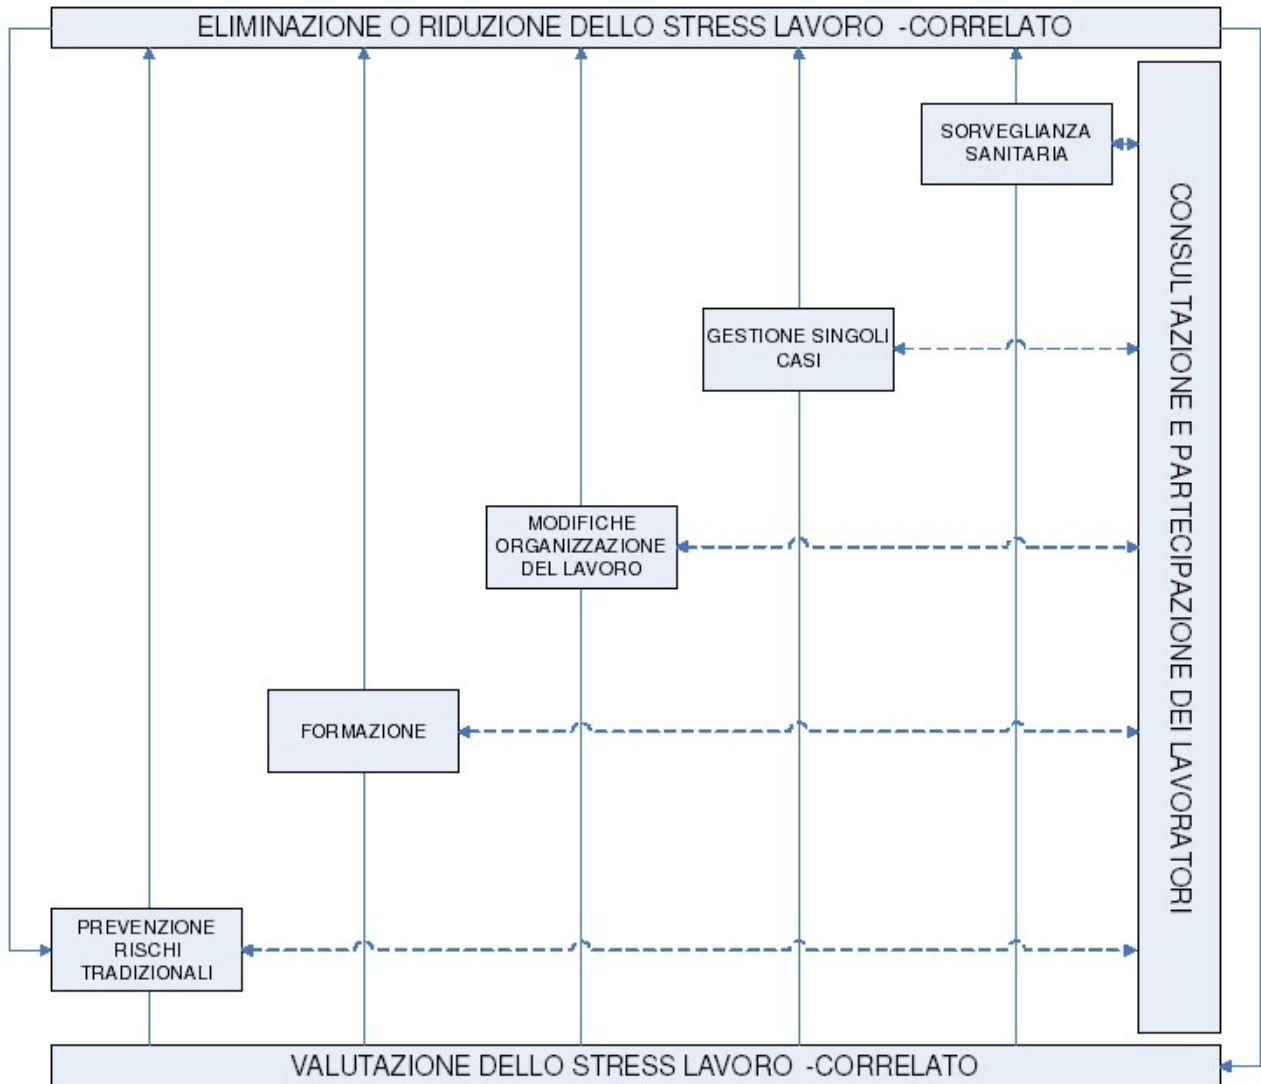 ELIMINAZIONE O RIDUZIONE DELLO STRESS LAVORO -CORRELATO
SORVEGLIANZA
SANITARIA
CONSULTAZIONE E PARTECIPAZIONE DEI LAVORATORI
GESTIONE SINGOLI
CASI
MODIFICHE
ORGANIZZAZIONE
DEL LAVORO
FORMAZIONE
PREVENZIONE
RISCHI
TRADIZIONALI
VALUTAZIONE DELLO STRESS LAVORO -CORRELATO